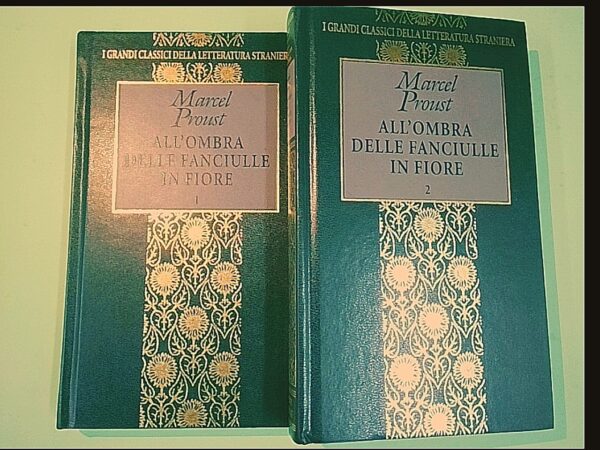 I GRANDI CLASSICI DELLA LETTERATURA STRANIERA
Marcel
Proust
ALL'OMBRA
DELLE FANCIULLE
IN FIORE
1
I GRANDI CLASSICI DELLA LETTERATURA STRANIERA
Marcel
Proust
ALL'OMBRA
DELLE FANCIULLE
IN FIORE
2